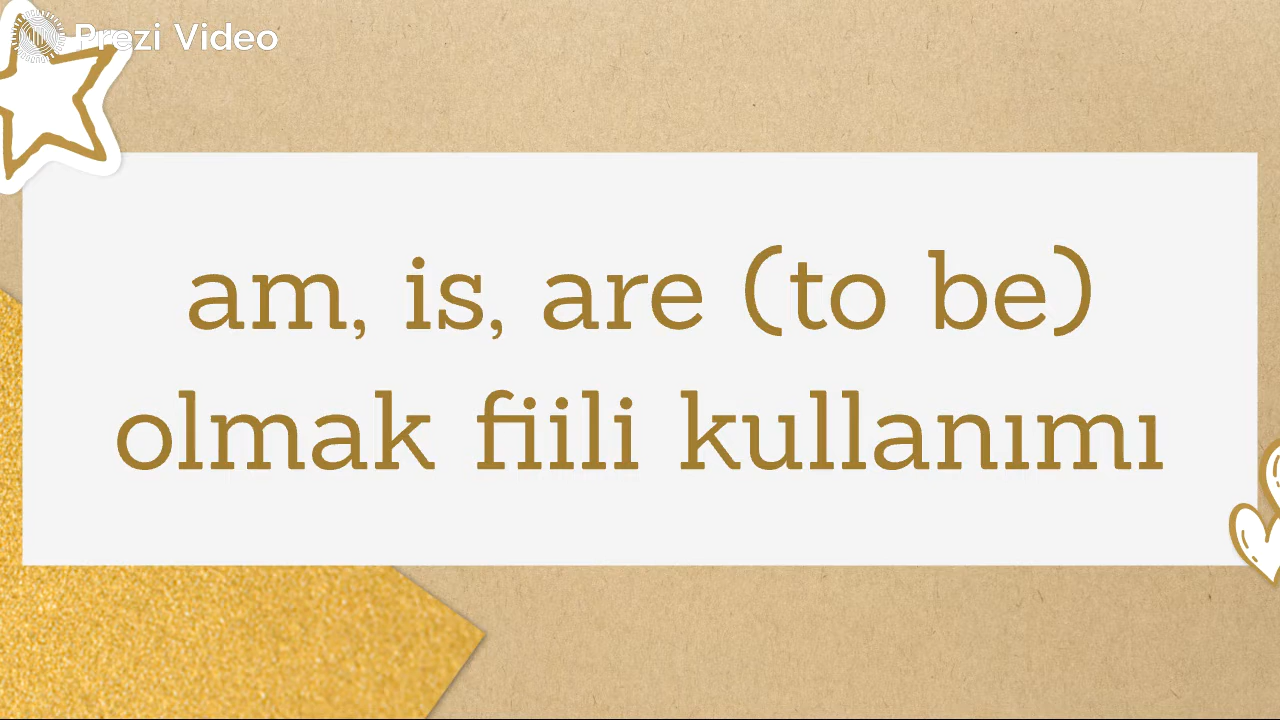 Prezi Video
am, is, are (to be)
olmak fiili kullanımı